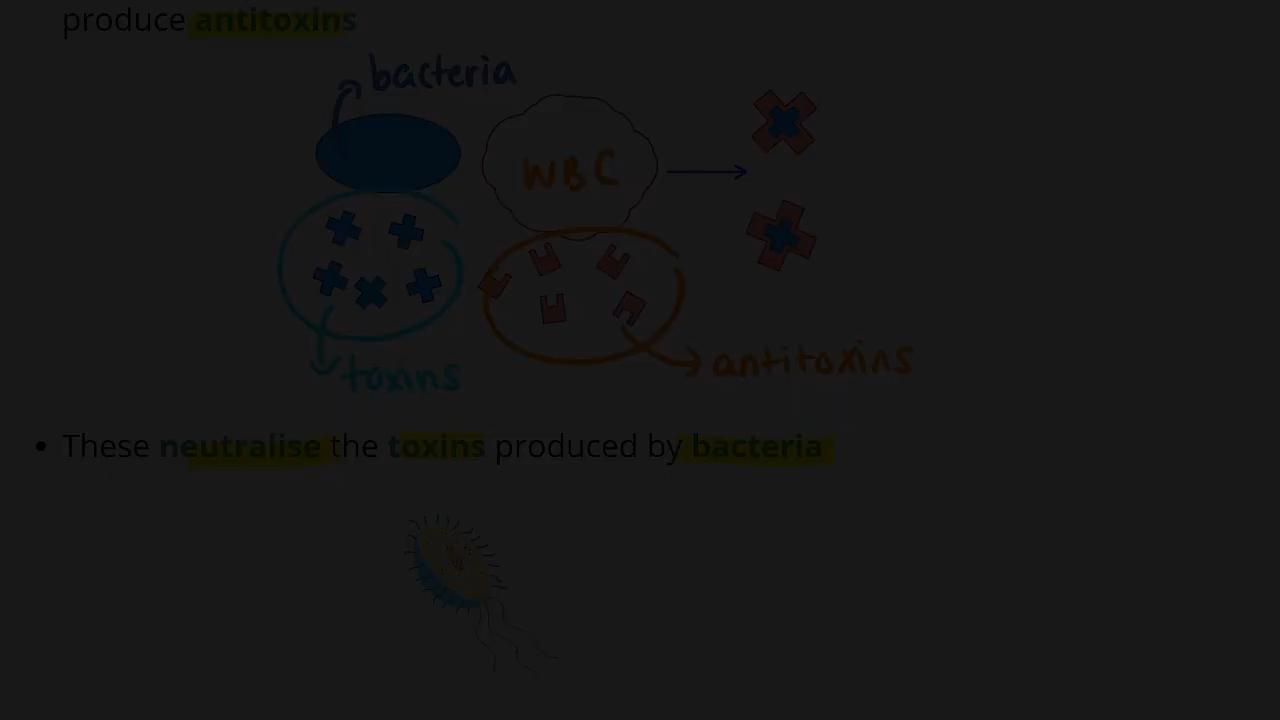 produce antitoxins
bacteria
WBC
toxins
antitoxins
• These neutralise the toxins produced by bacteria